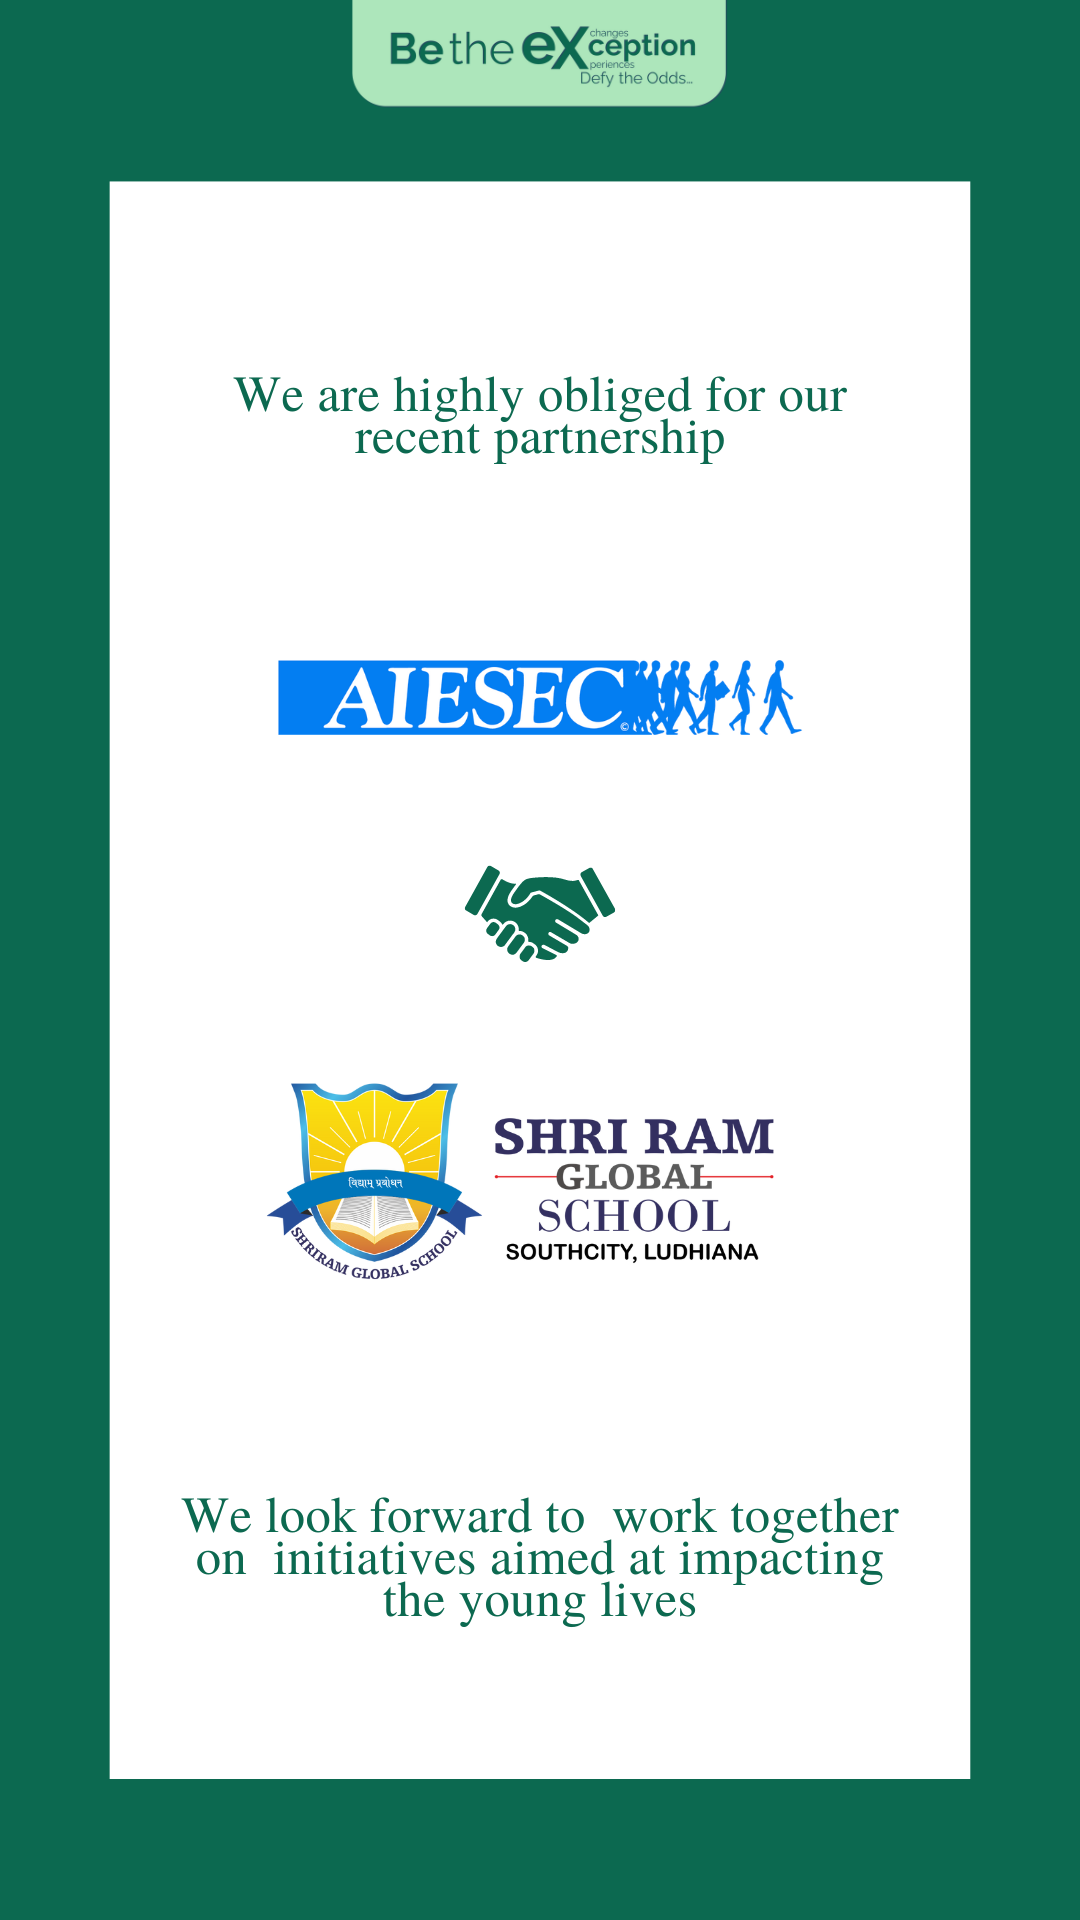 Be the eXception
changes
periences
Defy the Odds...
We are highly obliged for our
recent partnership
AIESEC
©
विद्याम् प्रबोधन
SHRIRAM GLOBAL SCHOOL
SHRI RAM
GLOBAL
SCHOOL
SOUTHCITY, LUDHIANA
We look forward to  work together
on  initiatives aimed at impacting
the young lives